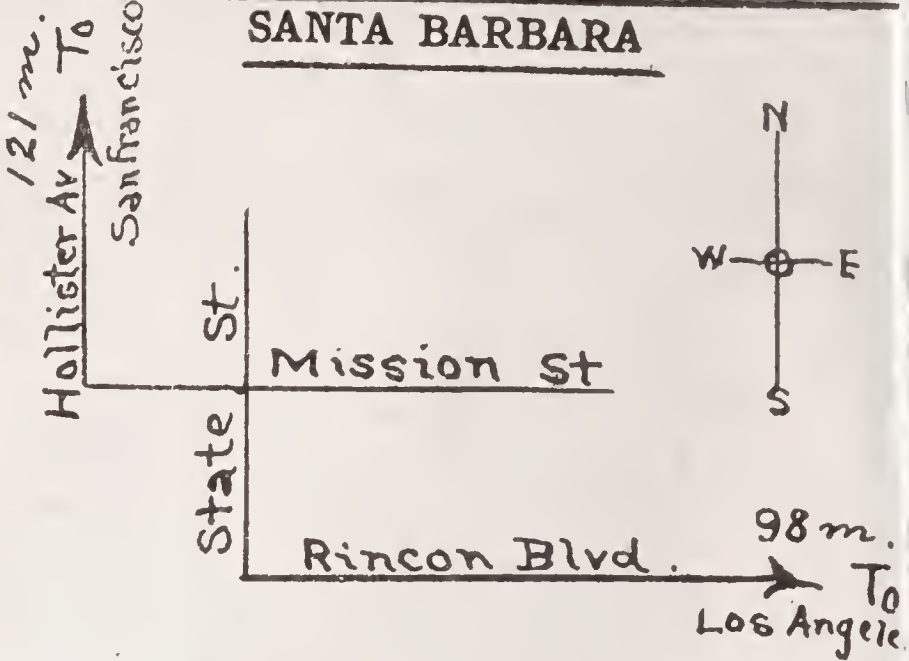 SANTA BARBARA
121 m.
To
San Francisco
Hollister Av
N
W E
S
State St.
Mission St
Rincon Blvd.
98 m.
To
Los Angele